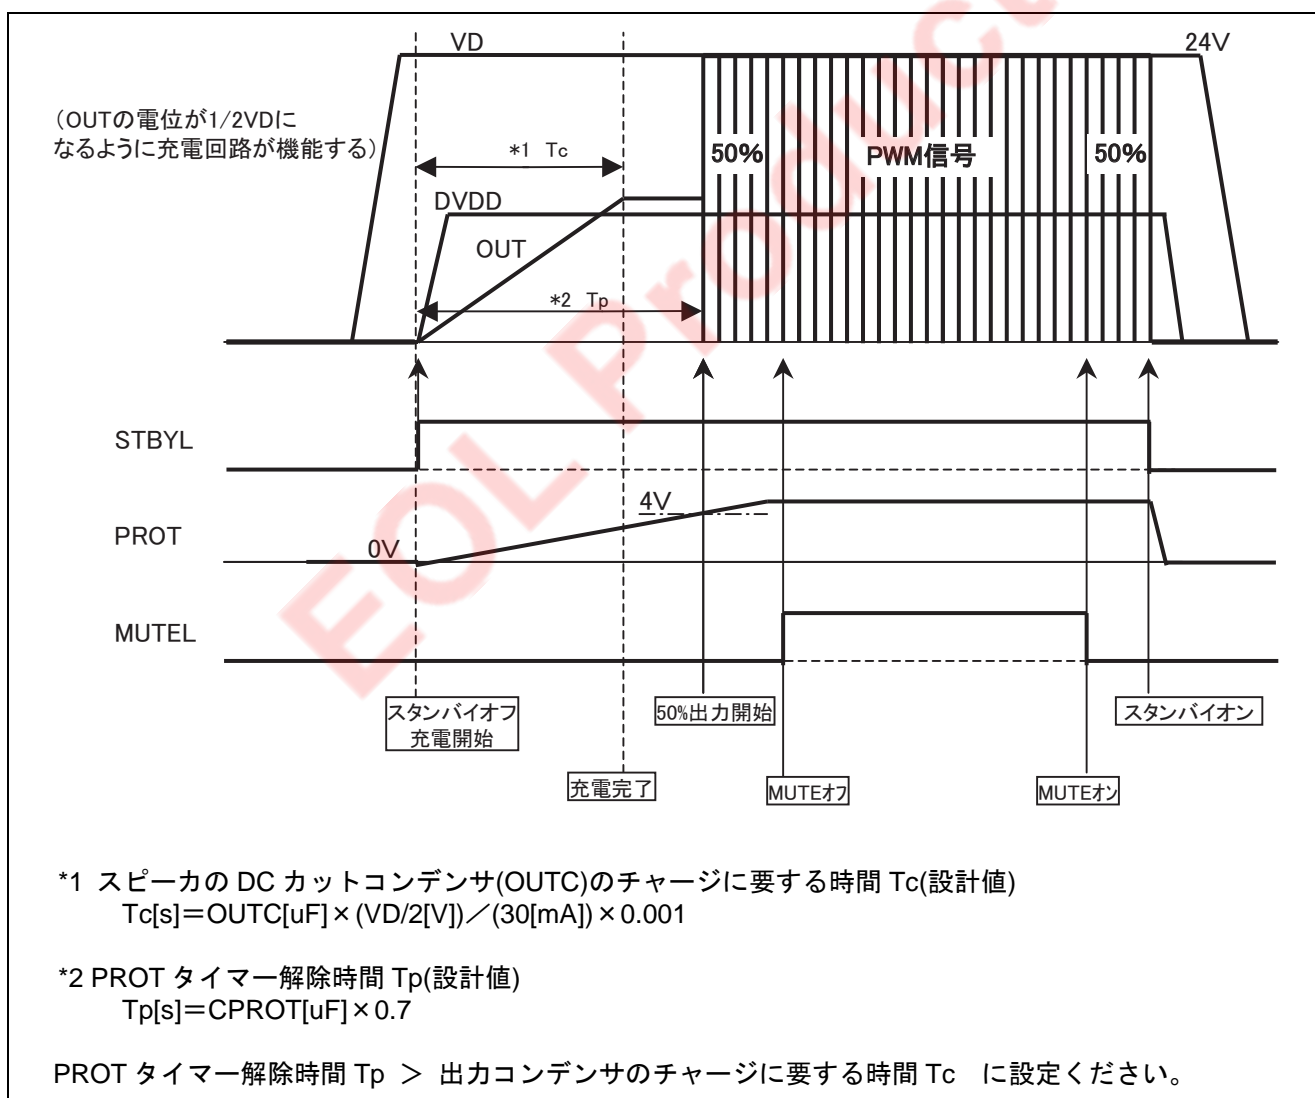 VD
24V
(OUTの電位が1/2VDに
なるように充電回路が機能する)
*1 Tc
50%
PWM信号
50%
DVDD
OUT
*2 Tp
STBYL
4V
PROT
0V
MUTEL
スタンバイオフ
充電開始
50%出力開始
スタンバイオン
充電完了
MUTEオフ
MUTEオン
*1 スピーカの DC カットコンデンサ(OUTC)のチャージに要する時間 Tc(設計値)
Tc[s]＝OUTC[uF]×(VD/2[V])／(30[mA])×0.001
*2 PROT タイマー解除時間 Tp(設計値)
Tp[s]＝CPROT[uF]×0.7
PROT タイマー解除時間 Tp ＞ 出力コンデンサのチャージに要する時間 Tc に設定ください。
EOL Product